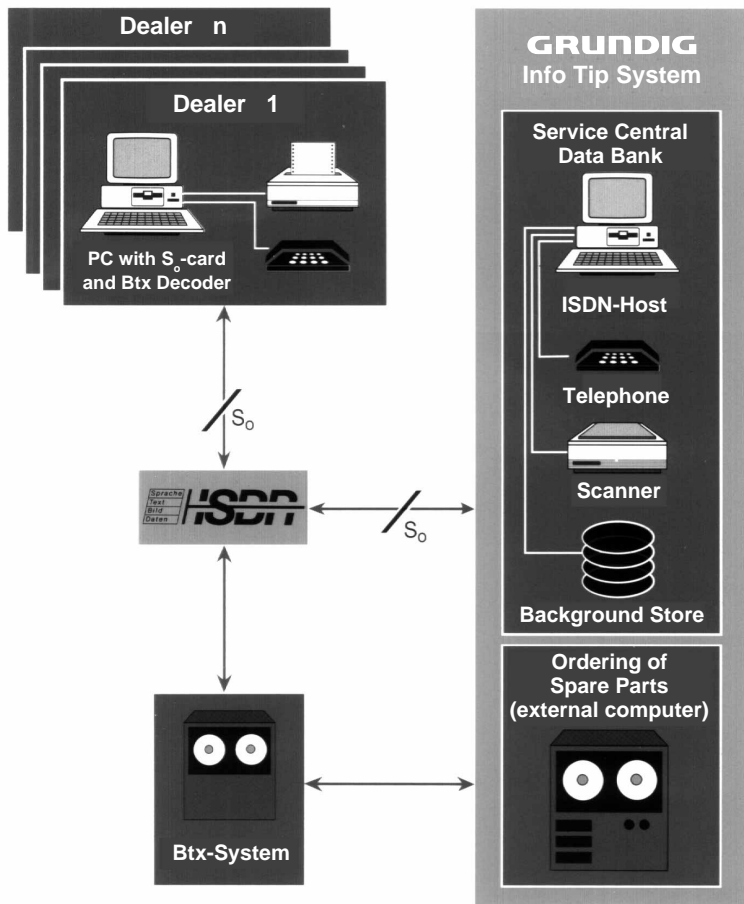 Dealer n
Dealer 1
PC with So-card
and Btx Decoder
So
Sprache
Text
Bild
Daten
ISDN
So
Btx-System
GRUNDIG
Info Tip System
Service Central
Data Bank
ISDN-Host
Telephone
Scanner
Background Store
Ordering of
Spare Parts
(external computer)